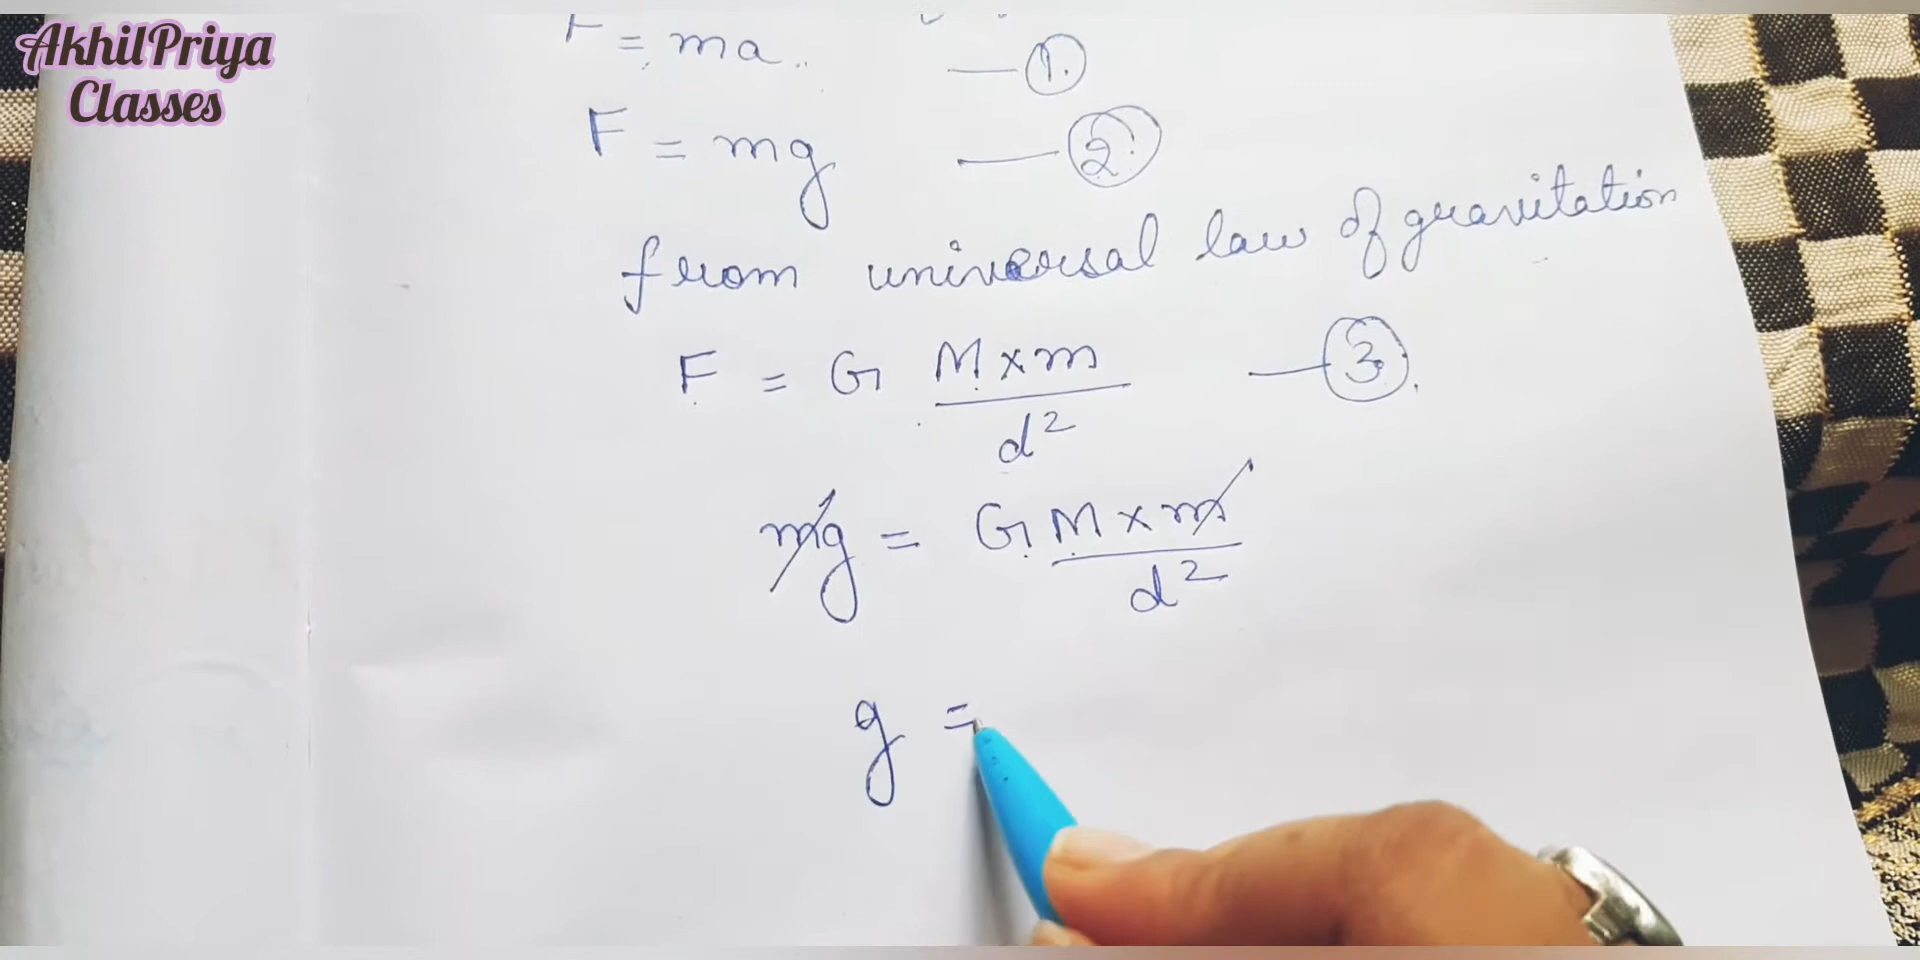 AkhilPriya
Classes
F = ma. — 1.
F = mg — 2.
from universal law of gravitation
F = G M × m / d² — 3.
mg = G M × m / d²
g =